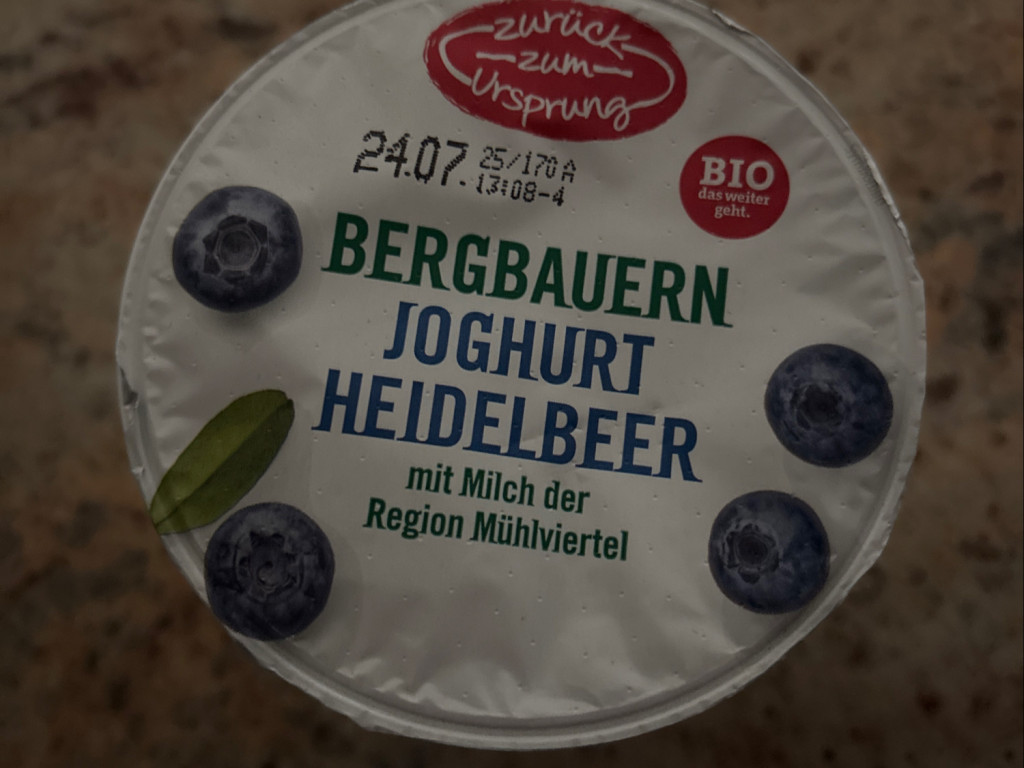 zurück
zum
Ursprung
24.07. 25/170 A
13:08-4
BIO
das weiter
geht.
BERGBAUERN
JOGHURT
HEIDELBEER
mit Milch der
Region Mühlviertel